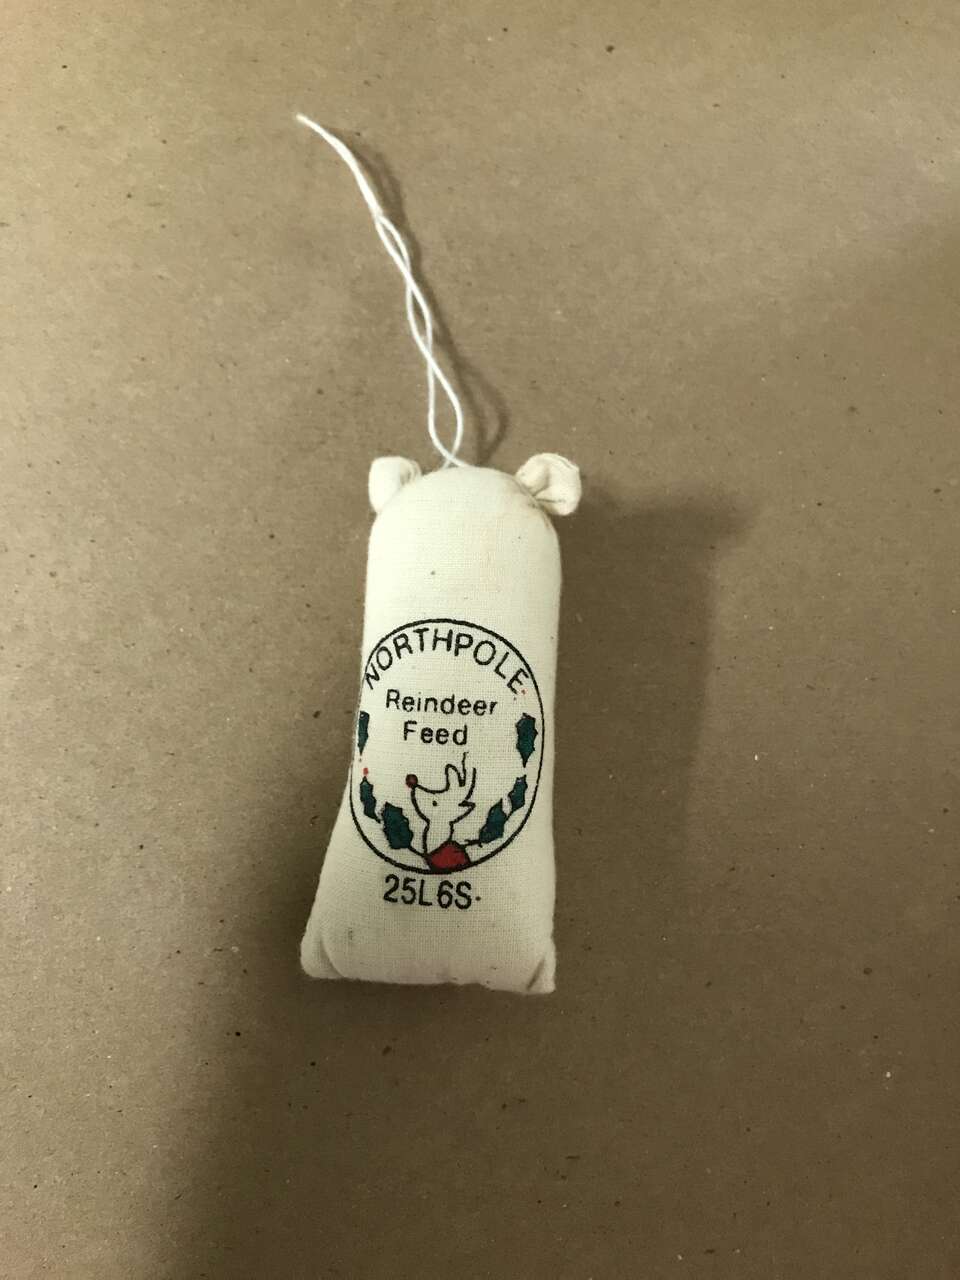 NORTHPOLE
Reindeer
Feed
25L6S.